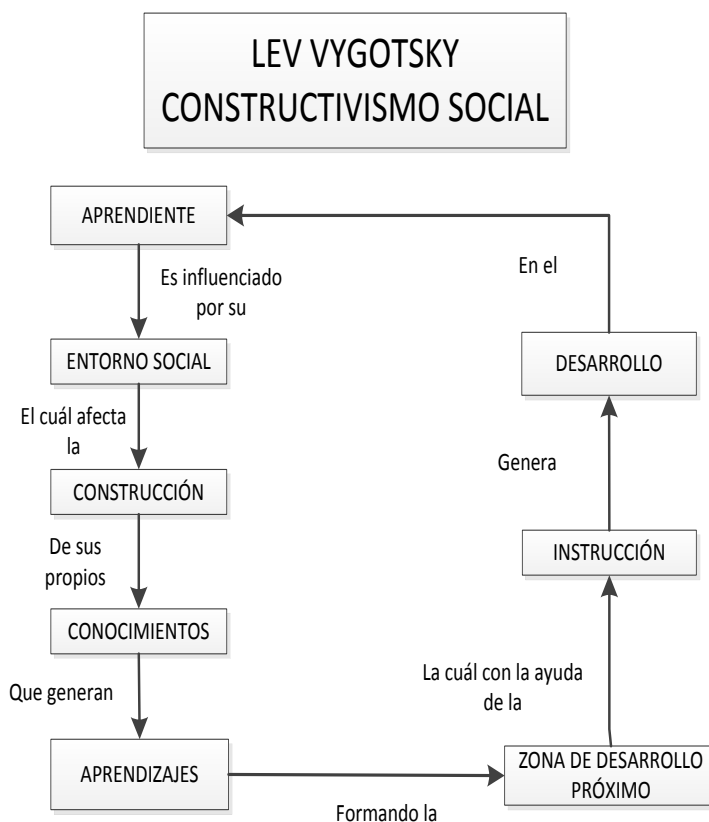 LEV VYGOTSKY
CONSTRUCTIVISMO SOCIAL
APRENDIENTE
Es influenciado
por su
ENTORNO SOCIAL
El cuál afecta
la
CONSTRUCCIÓN
De sus
propios
CONOCIMIENTOS
Que generan
APRENDIZAJES
Formando la
ZONA DE DESARROLLO
PRÓXIMO
La cuál con la ayuda
de la
INSTRUCCIÓN
Genera
DESARROLLO
En el